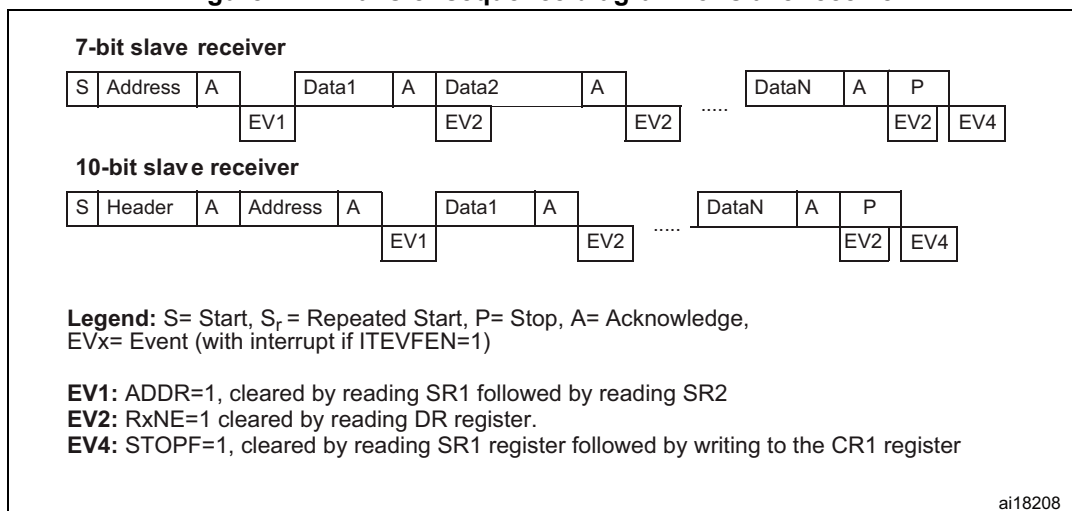 7-bit slave receiver
S Address A Data1 A Data2 A ..... DataN A P
EV1 EV2 EV2 EV2 EV4
10-bit slave receiver
S Header A Address A Data1 A ..... DataN A P
EV1 EV2 EV2 EV4
Legend: S= Start, Sr = Repeated Start, P= Stop, A= Acknowledge,
EVx= Event (with interrupt if ITEVFEN=1)
EV1: ADDR=1, cleared by reading SR1 followed by reading SR2
EV2: RxNE=1 cleared by reading DR register.
EV4: STOPF=1, cleared by reading SR1 register followed by writing to the CR1 register
ai18208